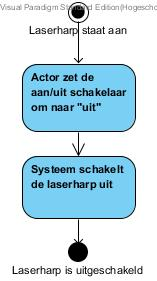 Visual Paradigm Standard Edition(Hogescho
Laserharp staat aan
Actor zet de
aan/uit schakelaar
om naar "uit"
Systeem schakelt
de laserharp uit
Laserharp is uitgeschakeld